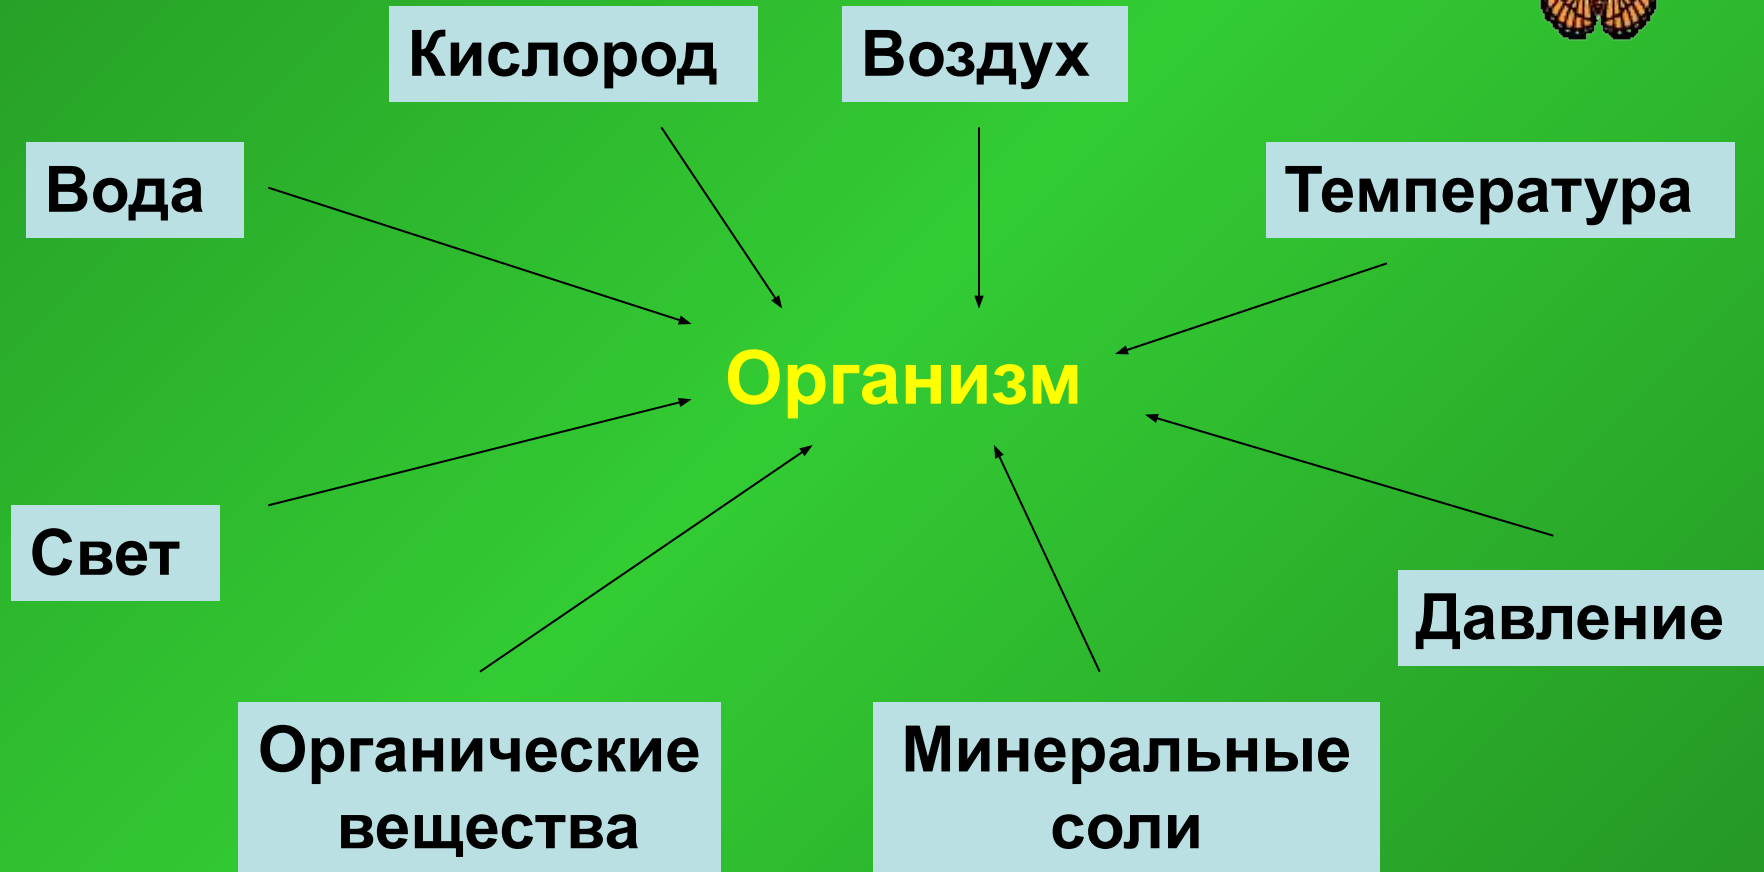 Кислород
Воздух
Вода
Температура
Организм
Свет
Давление
Органические
вещества
Минеральные
соли